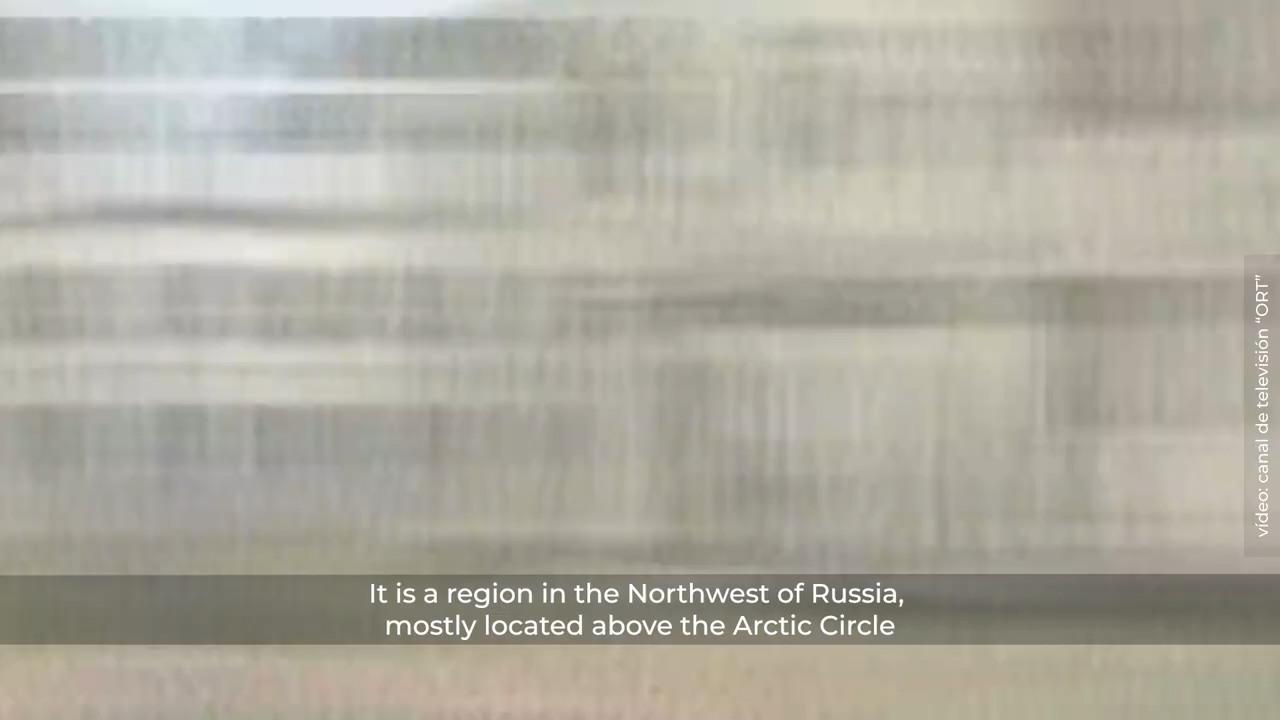 It is a region in the Northwest of Russia,
mostly located above the Arctic Circle
vídeo: canal de televisión “ORT”